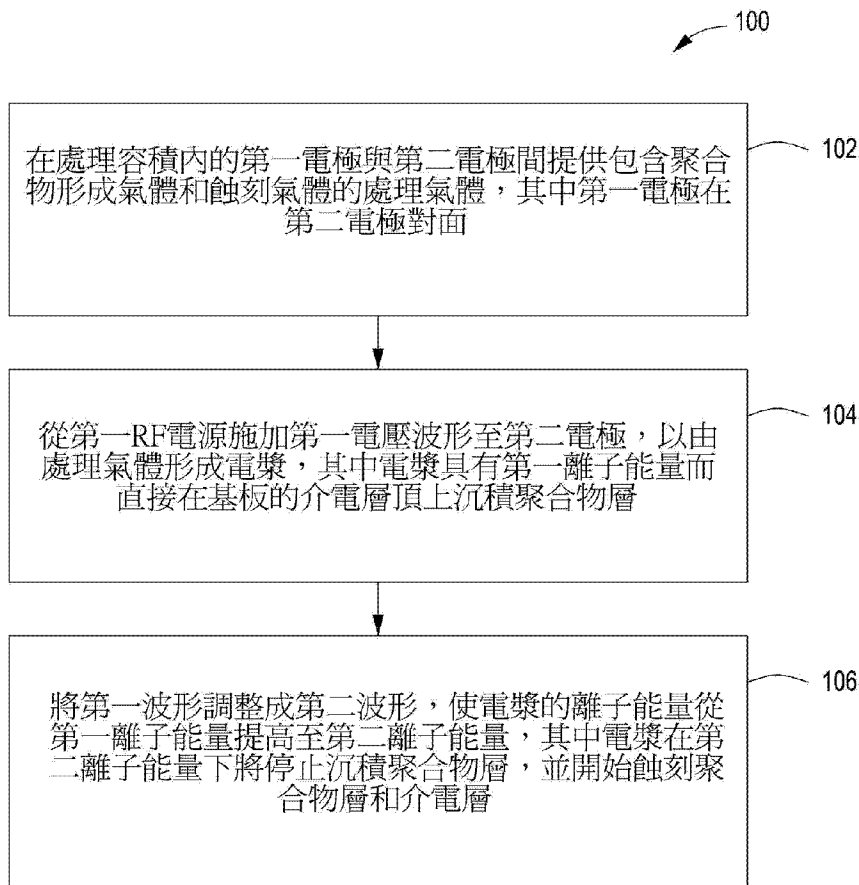 100
在處理容積內的第一電極與第二電極間提供包含聚合
物形成氣體和蝕刻氣體的處理氣體，其中第一電極在
第二電極對面
102
從第一RF電源施加第一電壓波形至第二電極，以由
處理氣體形成電漿，其中電漿具有第一離子能量而
直接在基板的介電層頂上沉積聚合物層
104
將第一波形調整成第二波形，使電漿的離子能量從
第一離子能量提高至第二離子能量，其中電漿在第
二離子能量下將停止沉積聚合物層，並開始蝕刻聚
合物層和介電層
106